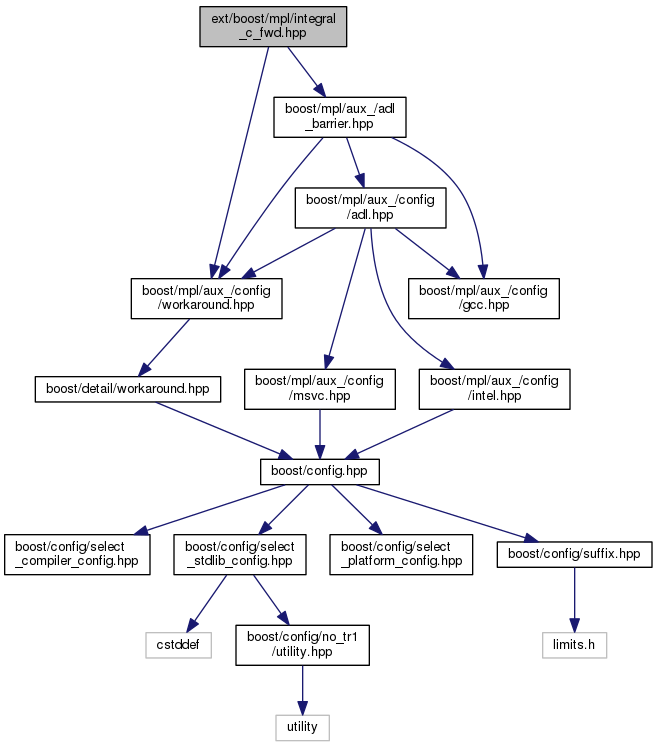 ext/boost/mpl/integral
_c_fwd.hpp
boost/mpl/aux_/adl
_barrier.hpp
boost/mpl/aux_/config
/adl.hpp
boost/mpl/aux_/config
/workaround.hpp
boost/mpl/aux_/config
/gcc.hpp
boost/detail/workaround.hpp
boost/mpl/aux_/config
/msvc.hpp
boost/mpl/aux_/config
/intel.hpp
boost/config.hpp
boost/config/select
_compiler_config.hpp
boost/config/select
_stdlib_config.hpp
boost/config/select
_platform_config.hpp
boost/config/suffix.hpp
cstddef
boost/config/no_tr1
/utility.hpp
limits.h
utility